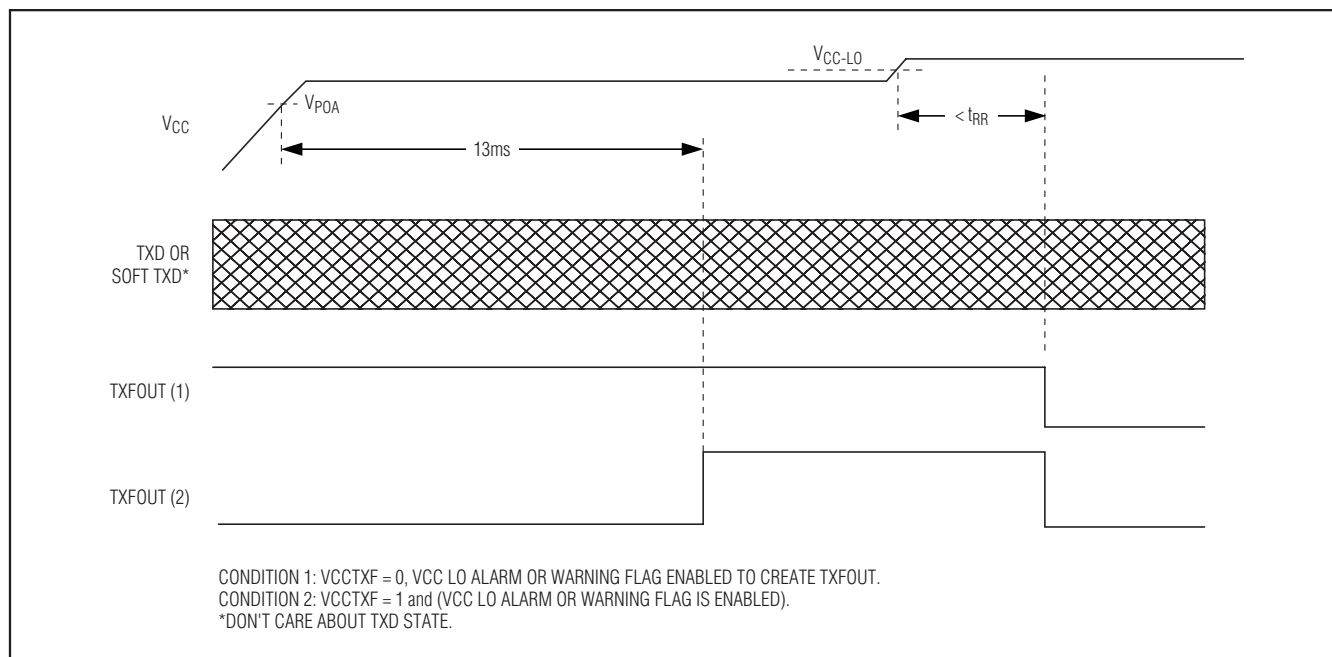 VCC-LO
VPOA
VCC
< tRR
13ms
TXD OR
SOFT TXD*
TXFOUT (1)
TXFOUT (2)
CONDITION 1: VCCTXF = 0, VCC LO ALARM OR WARNING FLAG ENABLED TO CREATE TXFOUT.
CONDITION 2: VCCTXF = 1 and (VCC LO ALARM OR WARNING FLAG IS ENABLED).
*DON'T CARE ABOUT TXD STATE.